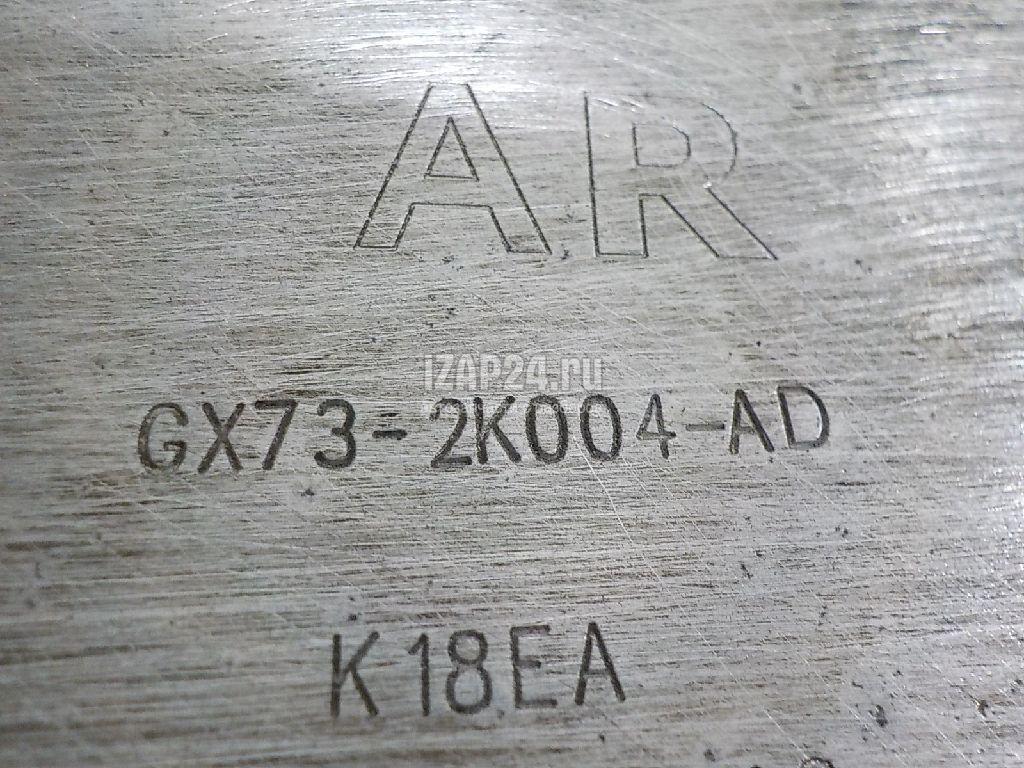 AR
iZAP24.ru
GX73-2K004-AD
K18EA